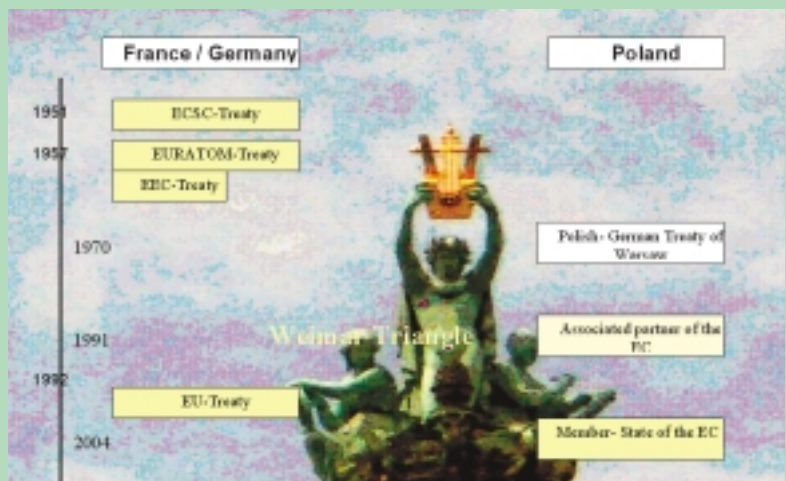 France / Germany
Poland
1951
ECSC-Treaty
1957
EURATOM-Treaty
EEC-Treaty
1970
Polish- German Treaty of
Warsaw
Weimar Triangle
1991
Associated partner of the
EC
1992
EU-Treaty
2004
Member- State of the EC